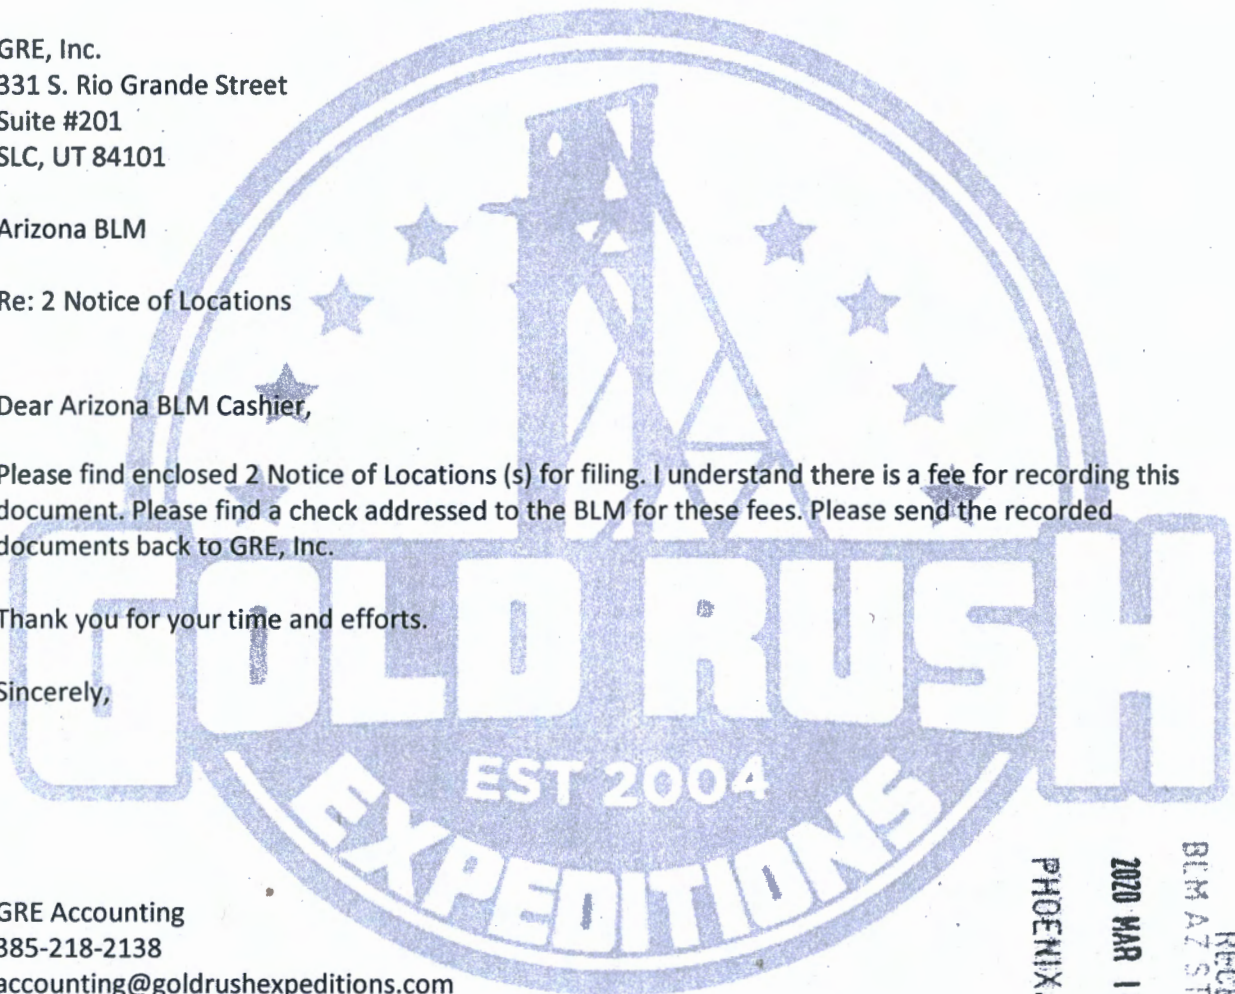 GRE, Inc.
331 S. Rio Grande Street
Suite #201
SLC, UT 84101
Arizona BLM
Re: 2 Notice of Locations
Dear Arizona BLM Cashier,
Please find enclosed 2 Notice of Locations (s) for filing. I understand there is a fee for recording this
document. Please find a check addressed to the BLM for these fees. Please send the recorded
documents back to GRE, Inc.
Thank you for your time and efforts.
Sincerely,
GOLD RUSH
EST 2004
EXPEDITIONS
GRE Accounting
385-218-2138
accounting@goldrushexpeditions.com
BLM AZ
2020 MAR
PHOENIX